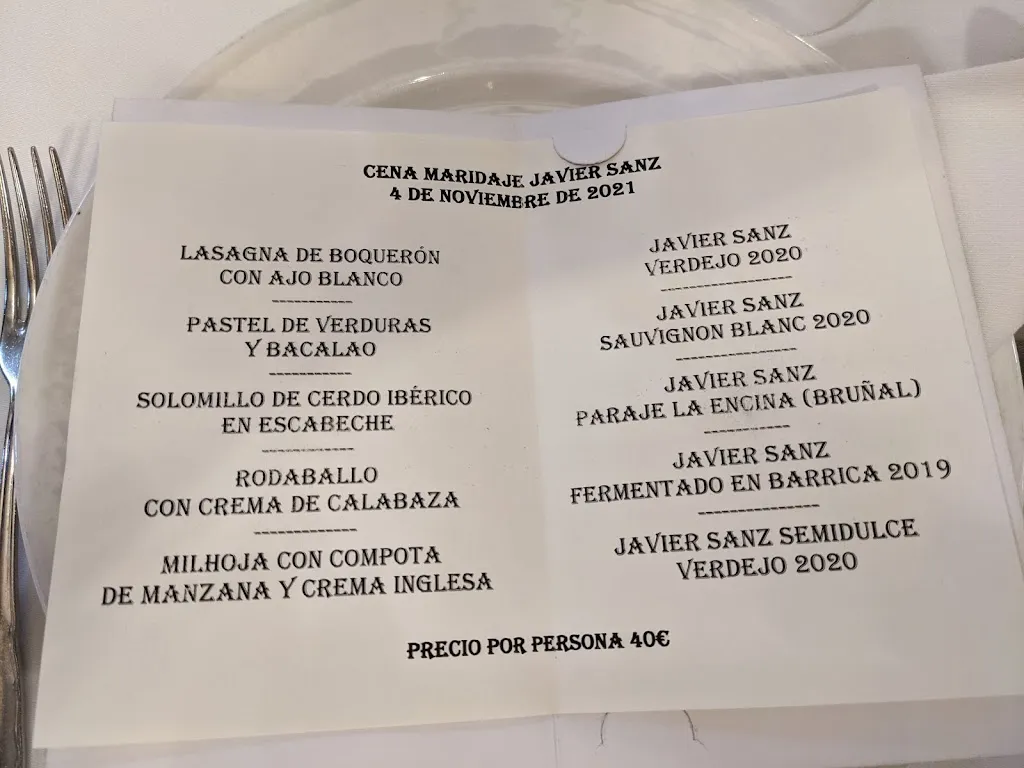 CENA MARIDAJE JAVIER SANZ
4 DE NOVIEMBRE DE 2021
LASAGNA DE BOQUERÓN
CON AJO BLANCO
-----------
PASTEL DE VERDURAS
Y BACALAO
-----------
SOLOMILLO DE CERDO IBÉRICO
EN ESCABECHE
------------
RODABALLO
CON CREMA DE CALABAZA
-------------
MILHOJA CON COMPOTA
DE MANZANA Y CREMA INGLESA
JAVIER SANZ
VERDEJO 2020
-----------------
JAVIER SANZ
SAUVIGNON BLANC 2020
---------------
JAVIER SANZ
PARAJE LA ENCINA (BRUÑAL)
-----------
JAVIER SANZ
FERMENTADO EN BARRICA 2019
---------------
JAVIER SANZ SEMIDULCE
VERDEJO 2020
PRECIO POR PERSONA 40€